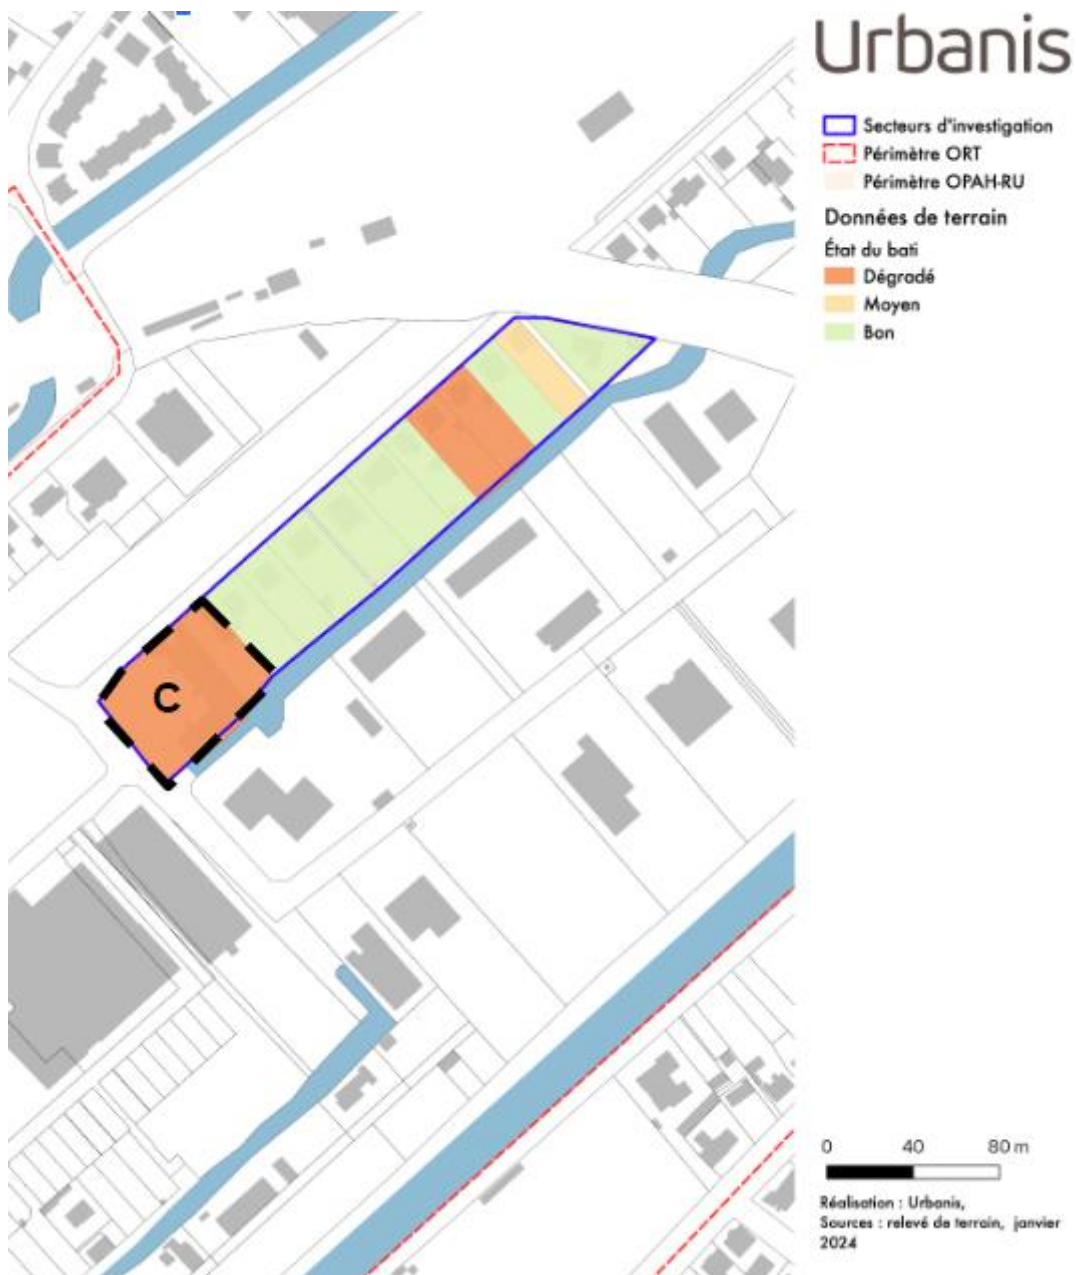 Urbanis
Secteurs d'investigation
Périmètre ORT
Périmètre OPAH-RU
Données de terrain
État du bati
Dégradé
Moyen
Bon
C
0 40 80 m
Réalisation : Urbanis,
Sources : relevé de terrain, janvier
2024